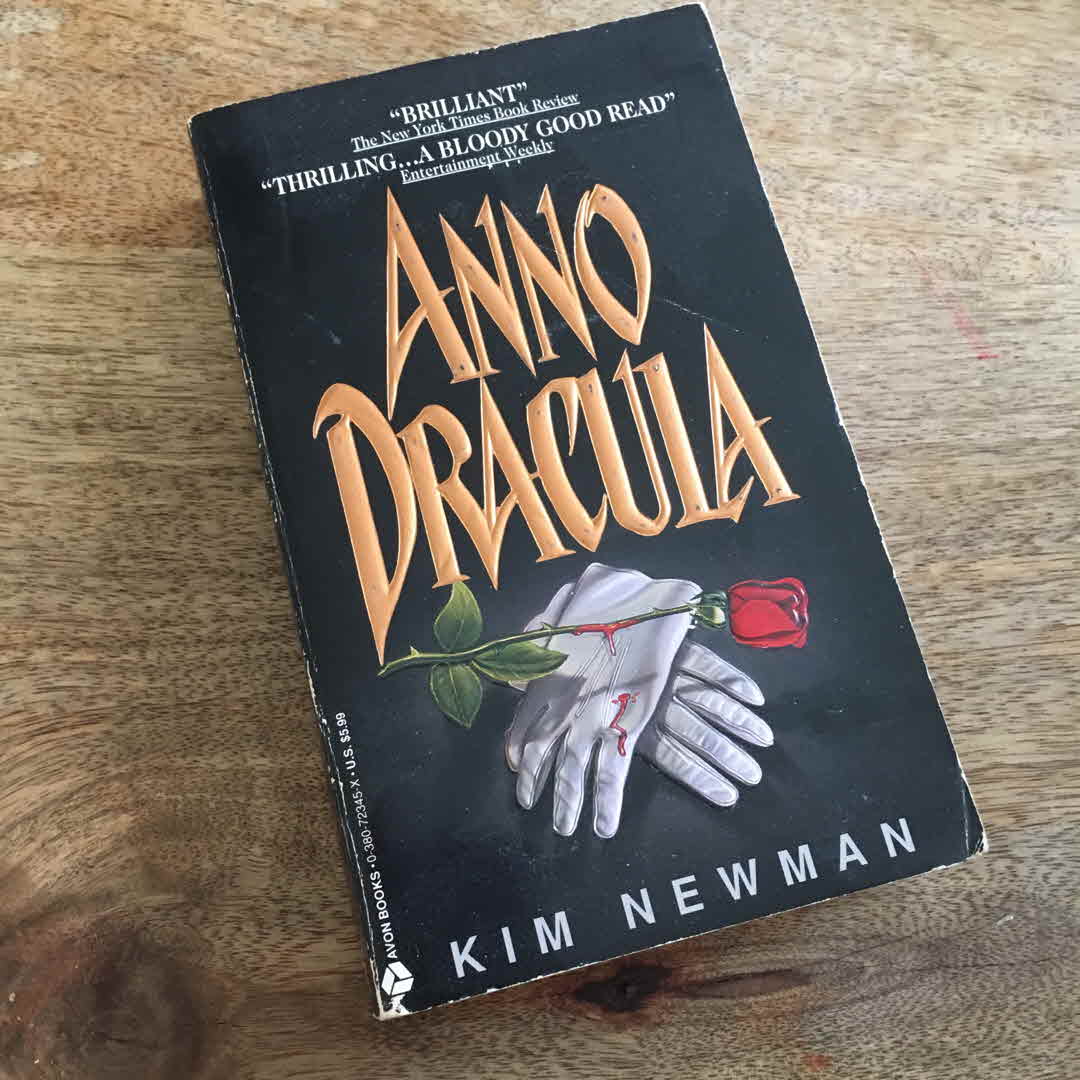 “BRILLIANT”
The New York Times Book Review
“THRILLING...A BLOODY GOOD READ”
Entertainment Weekly
ANNO
DRACULA
AVON BOOKS • 0-380-72345-X • U.S. $5.99
KIM NEWMAN